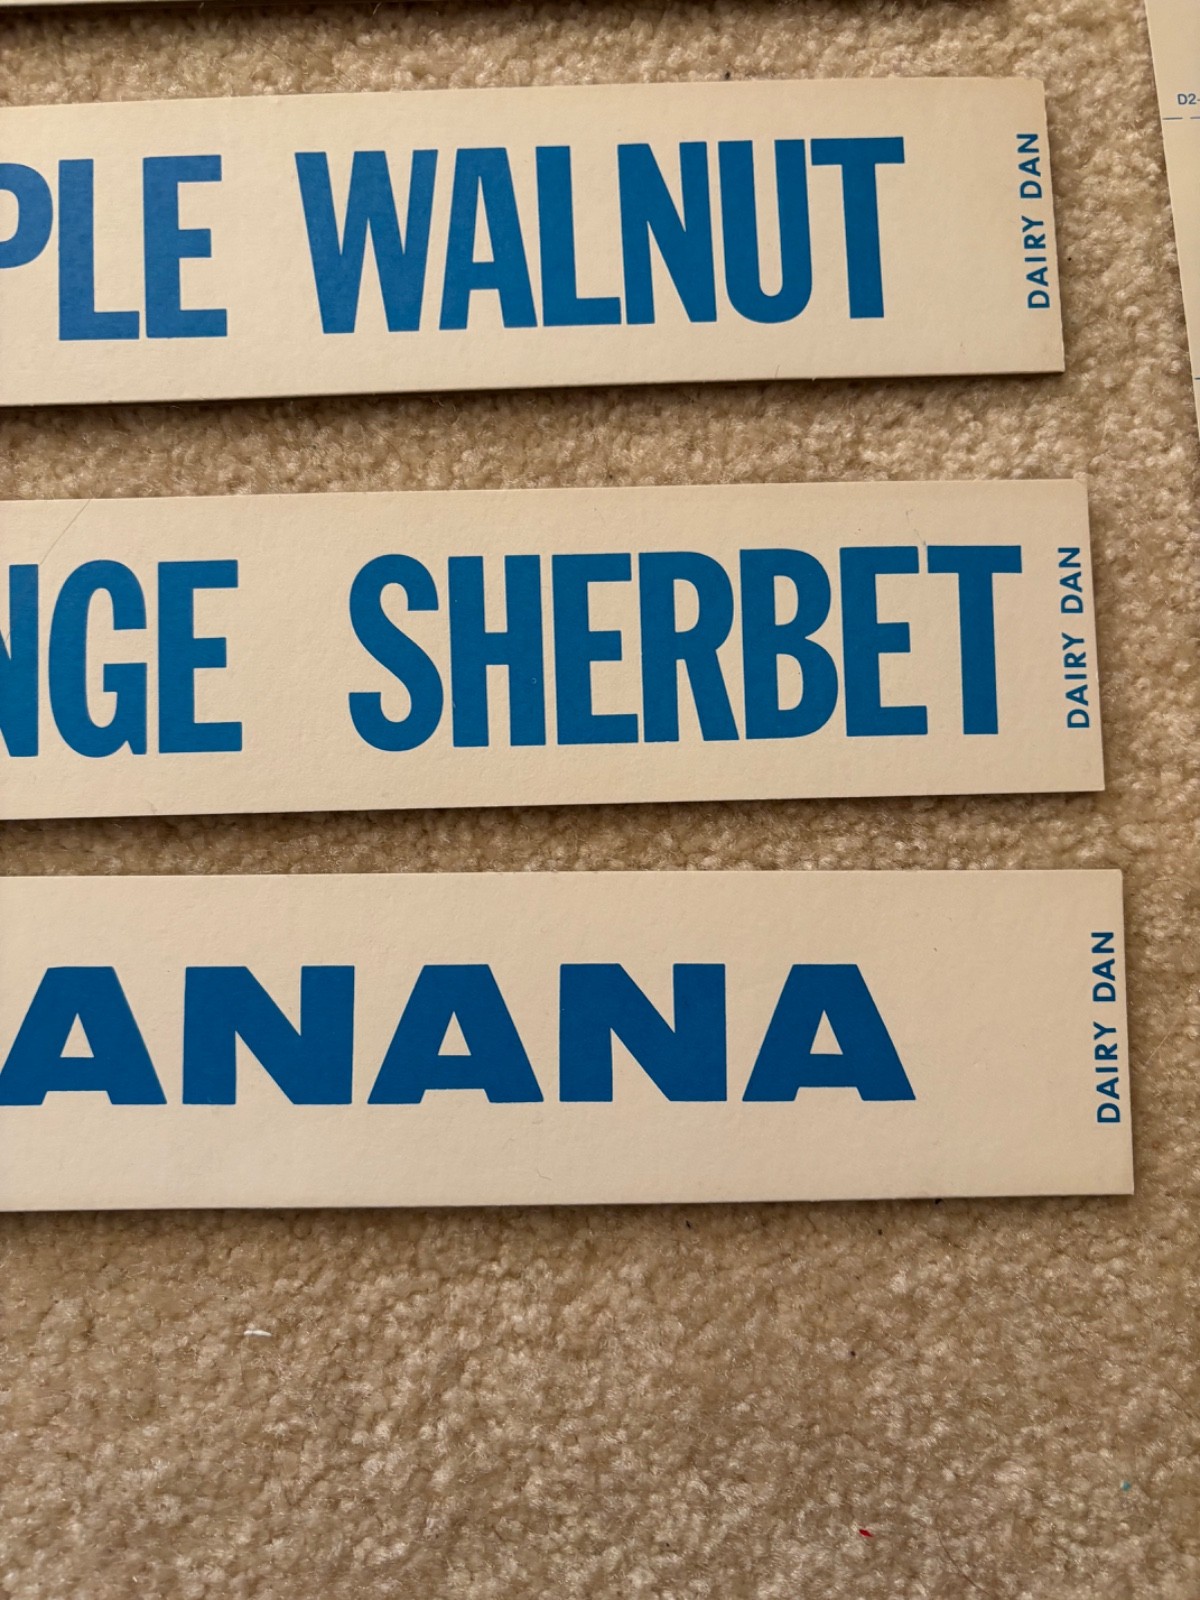 PLE WALNUT DAIRY DAN
NGE SHERBET DAIRY DAN
ANANA DAIRY DAN
D2-